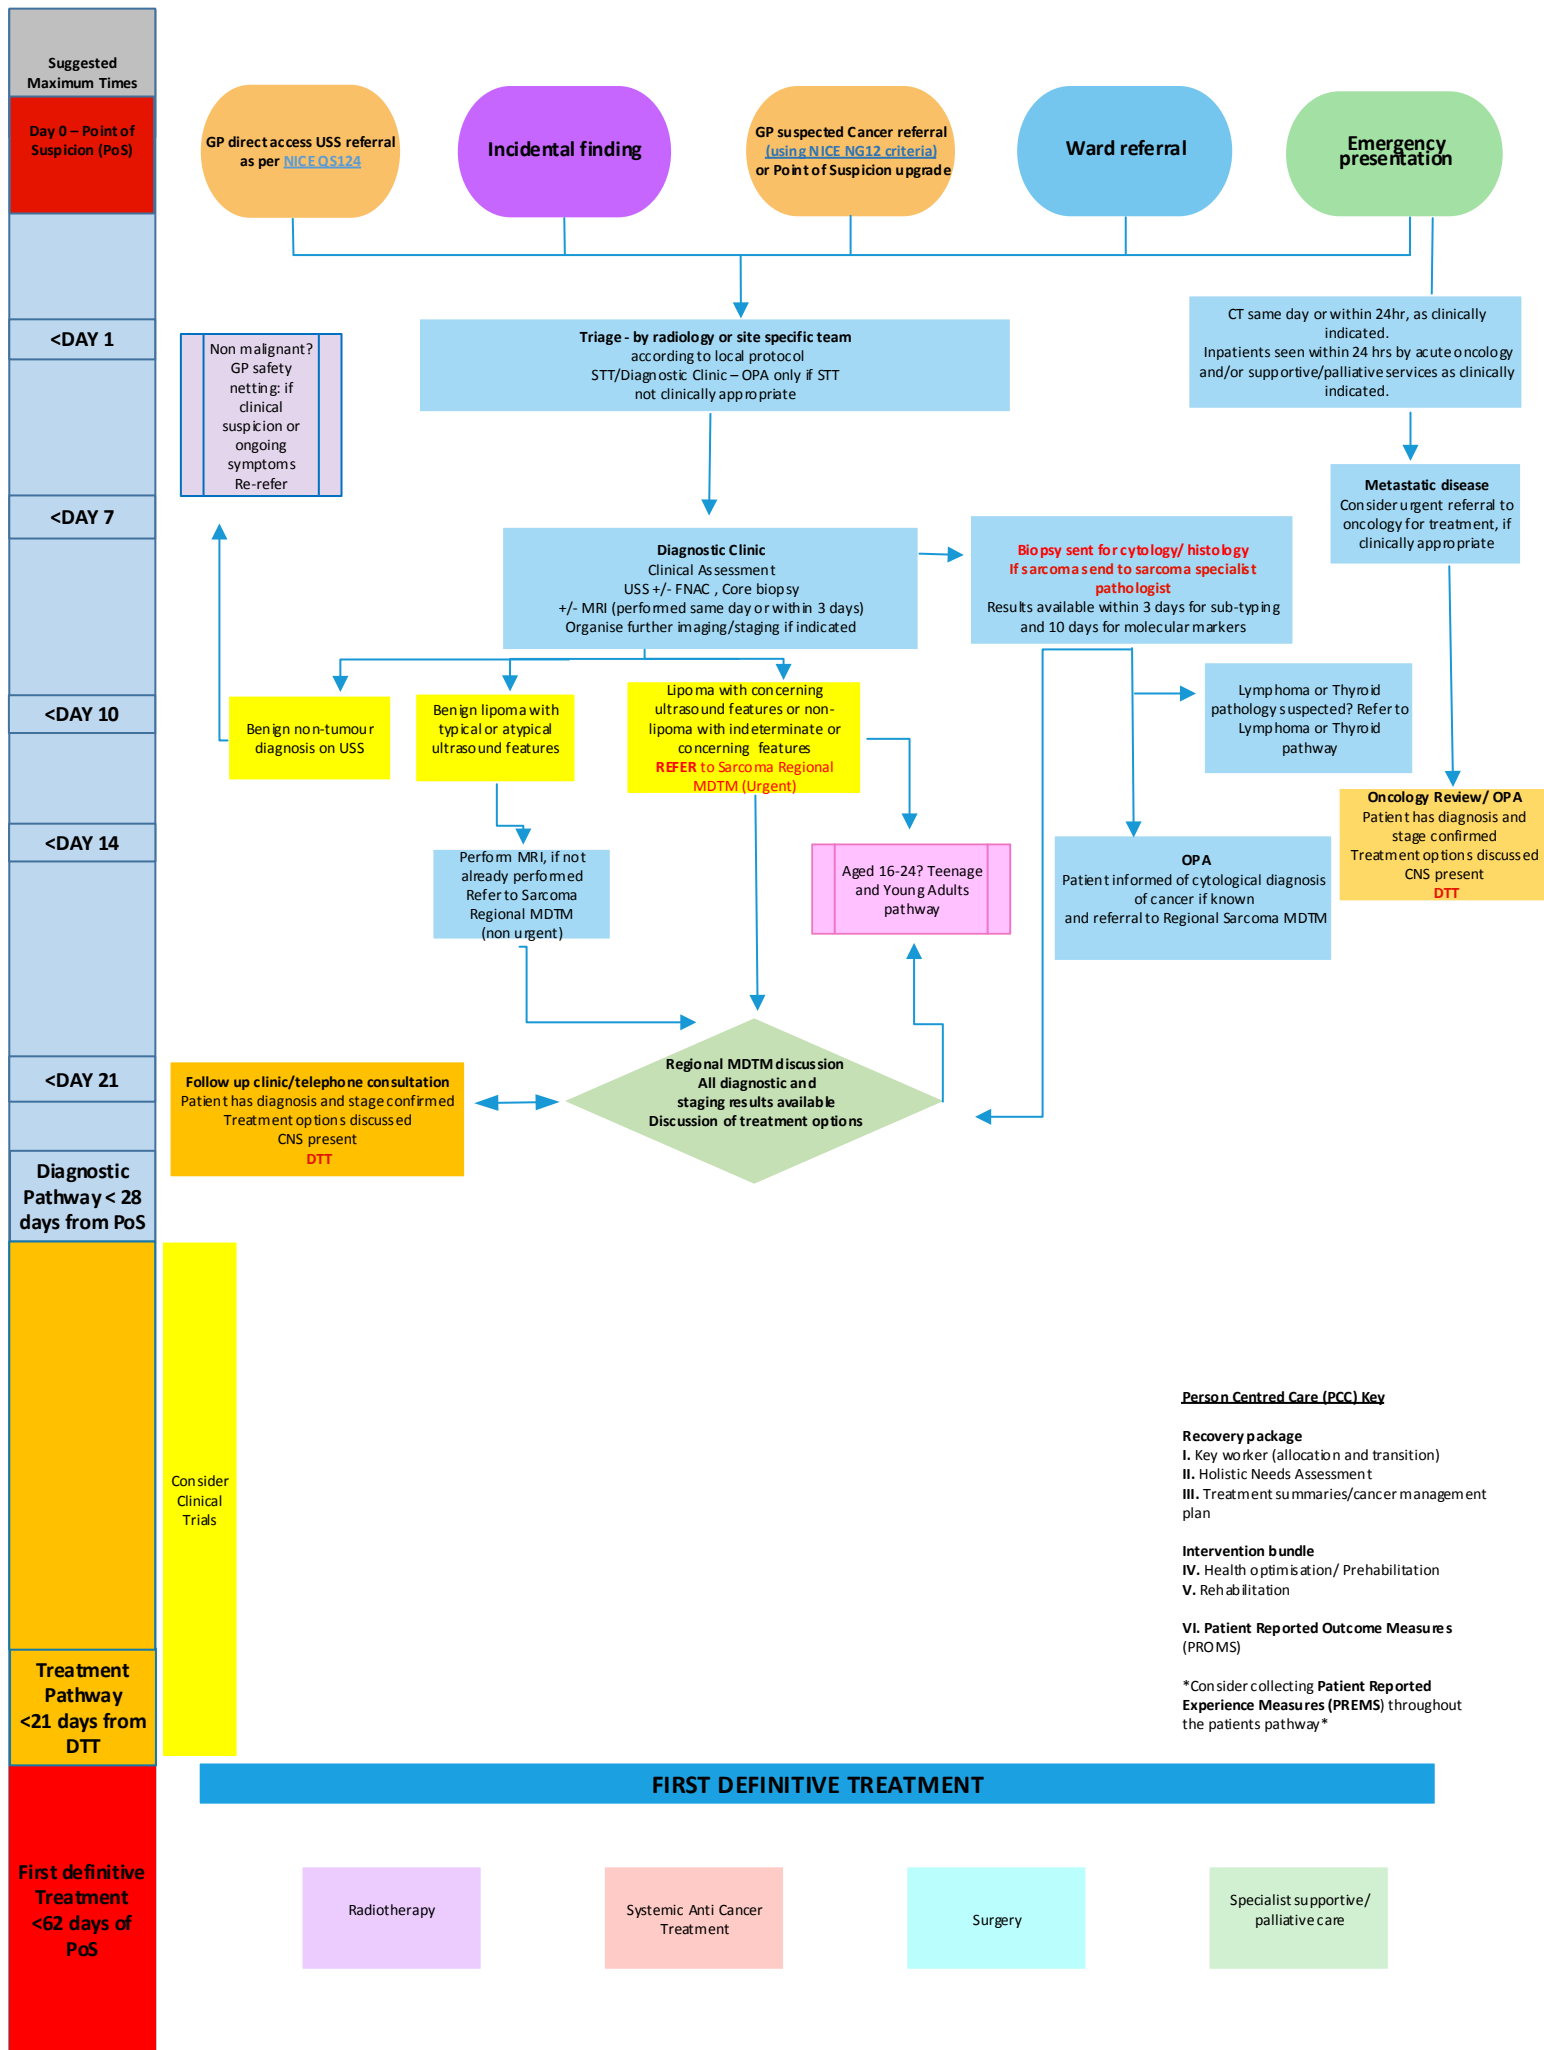 Suggested
Maximum Times
Day 0 – Point of
Suspicion (PoS)
GP direct access USS referral
as per NICE QS124
Incidental finding
GP suspected Cancer referral
(using NICE NG12 criteria)
or Point of Suspicion upgrade
Ward referral
Emergency
presentation
<DAY 1
Non malignant?
GP safety
netting: if
clinical
suspicion or
ongoing
symptoms
Re-refer
Triage - by radiology or site specific team
according to local protocol
STT/Diagnostic Clinic – OPA only if STT
not clinically appropriate
CT same day or within 24hr, as clinically
indicated.
Inpatients seen within 24 hrs by acute oncology
and/or supportive/palliative services as clinically
indicated.
Metastatic disease
Consider urgent referral to
oncology for treatment, if
clinically appropriate
<DAY 7
Diagnostic Clinic
Clinical Assessment
USS +/- FNAC , Core biopsy
+/- MRI (performed same day or within 3 days)
Organise further imaging/staging if indicated
Biopsy sent for cytology/ histology
If sarcoma send to sarcoma specialist
pathologist
Results available within 3 days for sub-typing
and 10 days for molecular markers
<DAY 10
Benign non-tumour
diagnosis on USS
Benign lipoma with
typical or atypical
ultrasound features
Lipoma with concerning
ultrasound features or non-
lipoma with indeterminate or
concerning features
REFER to Sarcoma Regional
MDTM (Urgent)
Lymphoma or Thyroid
pathology suspected? Refer to
Lymphoma or Thyroid
pathway
Oncology Review/ OPA
Patient has diagnosis and
stage confirmed
Treatment options discussed
CNS present
DTT
<DAY 14
Perform MRI, if not
already performed
Refer to Sarcoma
Regional MDTM
(non urgent)
Aged 16-24? Teenage
and Young Adults
pathway
OPA
Patient informed of cytological diagnosis
of cancer if known
and referral to Regional Sarcoma MDTM
<DAY 21
Follow up clinic/telephone consultation
Patient has diagnosis and stage confirmed
Treatment options discussed
CNS present
DTT
Regional MDTM discussion
All diagnostic and
staging results available
Discussion of treatment options
Diagnostic
Pathway < 28
days from PoS
Consider
Clinical
Trials
Person Centred Care (PCC) Key
Recovery package
I. Key worker (allocation and transition)
II. Holistic Needs Assessment
III. Treatment summaries/cancer management
plan
Intervention bundle
IV. Health optimisation/ Prehabilitation
V. Rehabilitation
VI. Patient Reported Outcome Measures
(PROMS)
*Consider collecting Patient Reported
Experience Measures (PREMS) throughout
the patients pathway*
Treatment
Pathway
<21 days from
DTT
FIRST DEFINITIVE TREATMENT
First definitive
Treatment
<62 days of
PoS
Radiotherapy
Systemic Anti Cancer
Treatment
Surgery
Specialist supportive/
palliative care